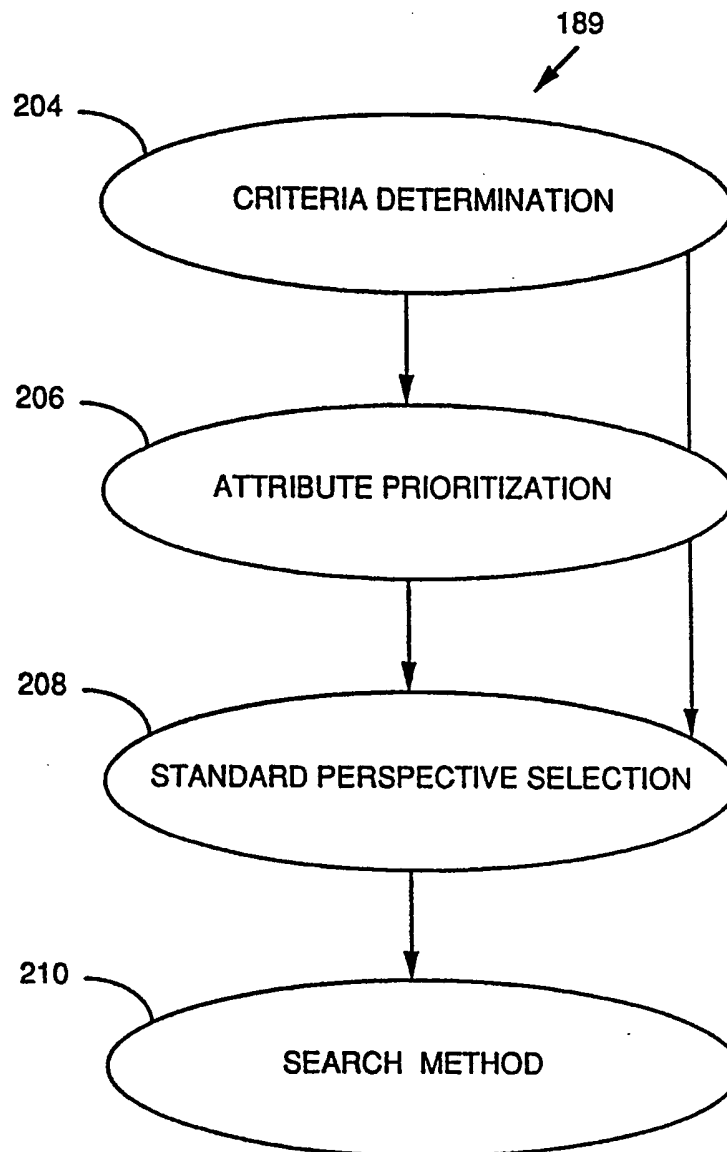 189
204
CRITERIA DETERMINATION
206
ATTRIBUTE PRIORITIZATION
208
STANDARD PERSPECTIVE SELECTION
210
SEARCH METHOD